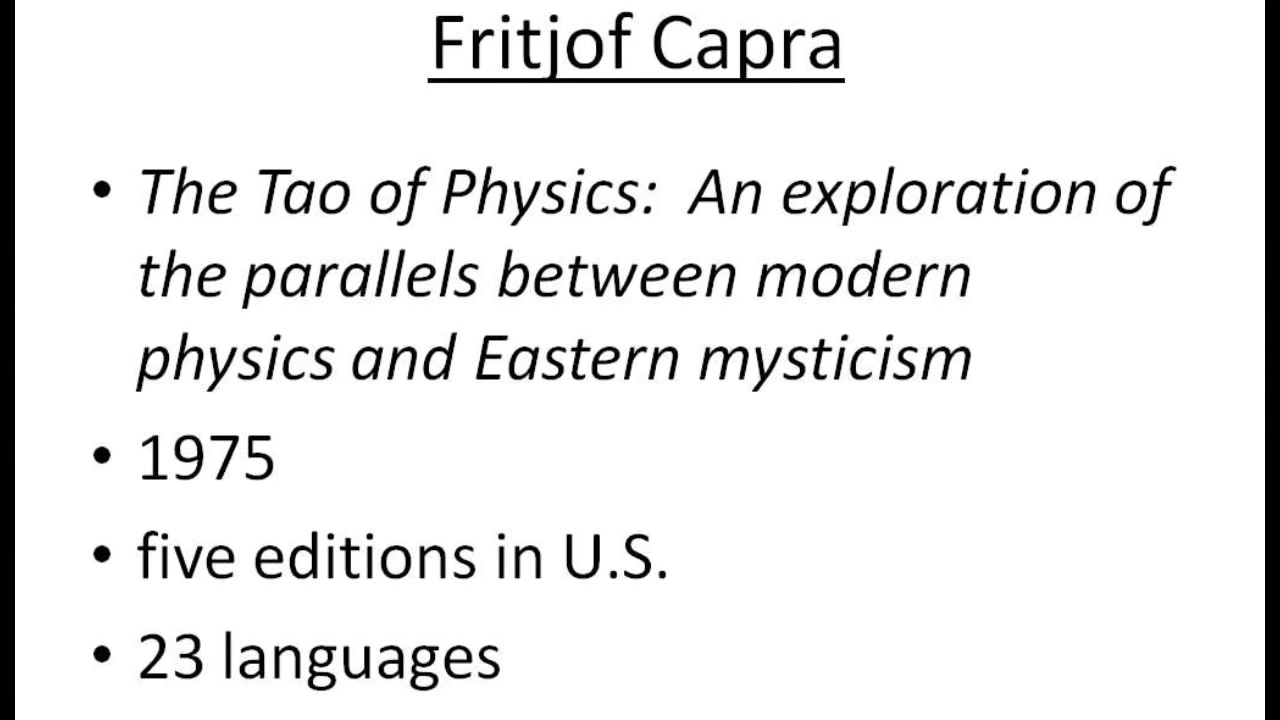 Fritjof Capra
• The Tao of Physics:  An exploration of
the parallels between modern
physics and Eastern mysticism
• 1975
• five editions in U.S.
• 23 languages